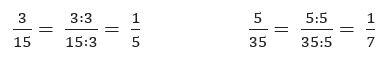 3/15 = 3:3/15:3 = 1/5    5/35 = 5:5/35:5 = 1/7